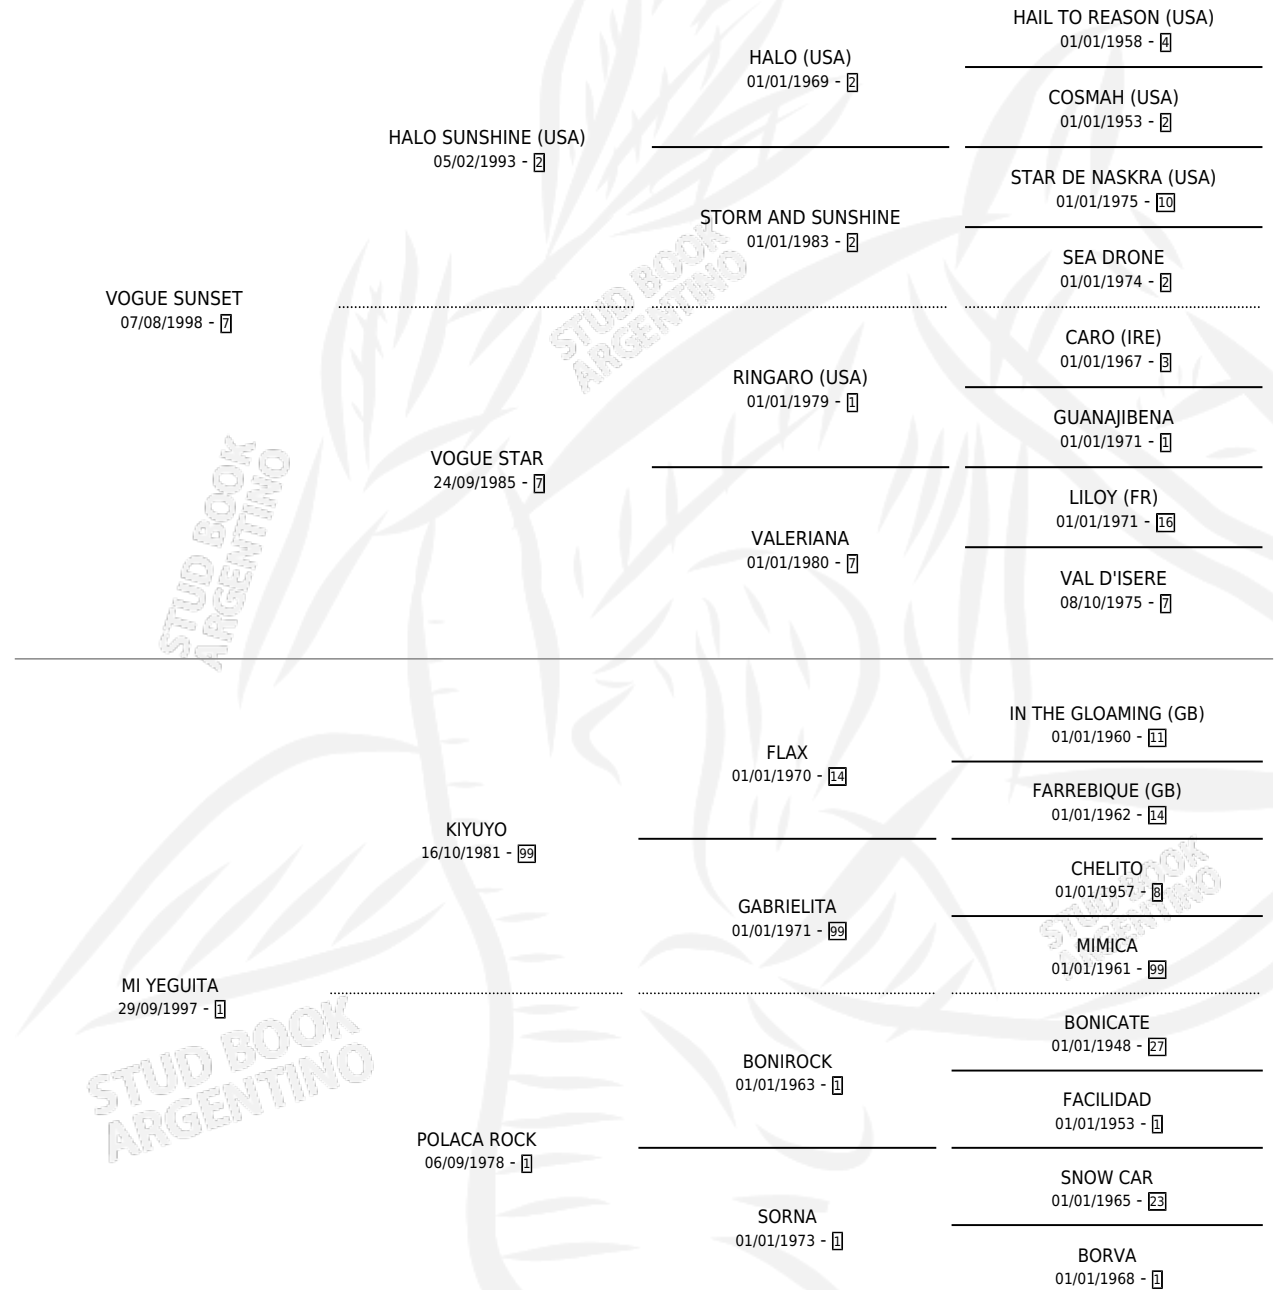 HAIL TO REASON (USA)
01/01/1958 - 4
HALO (USA)
01/01/1969 - 2
COSMAH (USA)
01/01/1953 - 2
HALO SUNSHINE (USA)
05/02/1993 - 2
STAR DE NASKRA (USA)
01/01/1975 - 10
STORM AND SUNSHINE
01/01/1983 - 2
SEA DRONE
01/01/1974 - 2
VOGUE SUNSET
07/08/1998 - 7
CARO (IRE)
01/01/1967 - 3
RINGARO (USA)
01/01/1979 - 1
GUANAJIBENA
01/01/1971 - 1
VOGUE STAR
24/09/1985 - 7
LILOY (FR)
01/01/1971 - 16
VALERIANA
01/01/1980 - 7
VAL D'ISERE
08/10/1975 - 7
IN THE GLOAMING (GB)
01/01/1960 - 11
FLAX
01/01/1970 - 14
FARREBIQUE (GB)
01/01/1962 - 14
KIYUYO
16/10/1981 - 99
CHELITO
01/01/1957 - 8
GABRIELITA
01/01/1971 - 99
MIMICA
01/01/1961 - 99
MI YEGUITA
29/09/1997 - 1
BONICATE
01/01/1948 - 27
BONIROCK
01/01/1963 - 1
FACILIDAD
01/01/1953 - 1
POLACA ROCK
06/09/1978 - 1
SNOW CAR
01/01/1965 - 23
SORNA
01/01/1973 - 1
BORVA
01/01/1968 - 1
STUD BOOK
ARGENTINO
STUD BOOK
ARGENTINO
STUD BOOK
ARGENTINO
STUD BOOK
ARGENTINO